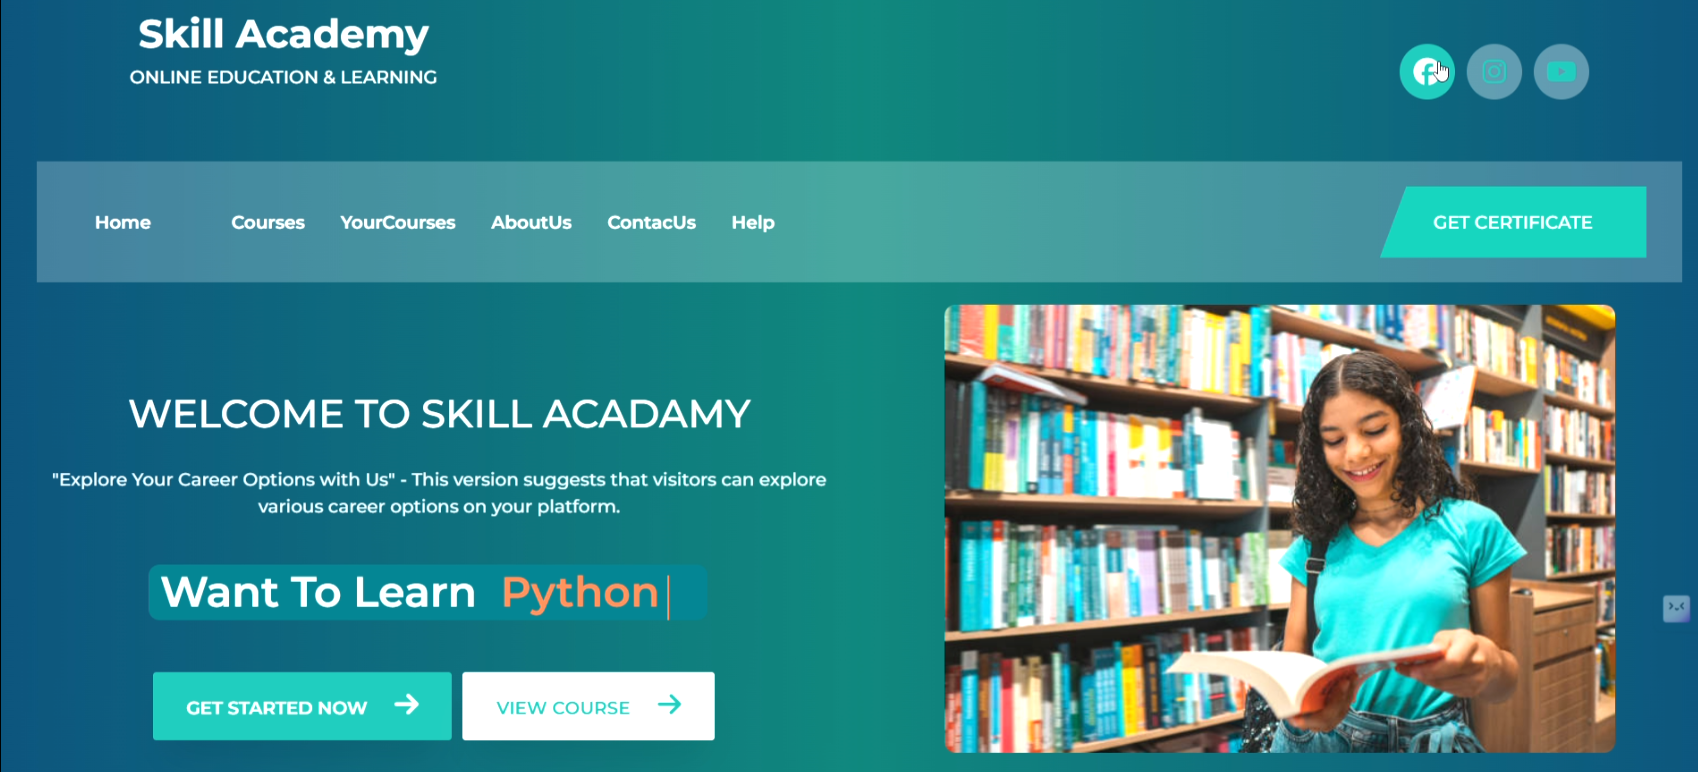 Skill Academy
ONLINE EDUCATION & LEARNING
Home Courses YourCourses AboutUs ContacUs Help
GET CERTIFICATE
WELCOME TO SKILL ACADAMY
"Explore Your Career Options with Us" - This version suggests that visitors can explore
various career options on your platform.
Want To Learn Python
GET STARTED NOW
VIEW COURSE